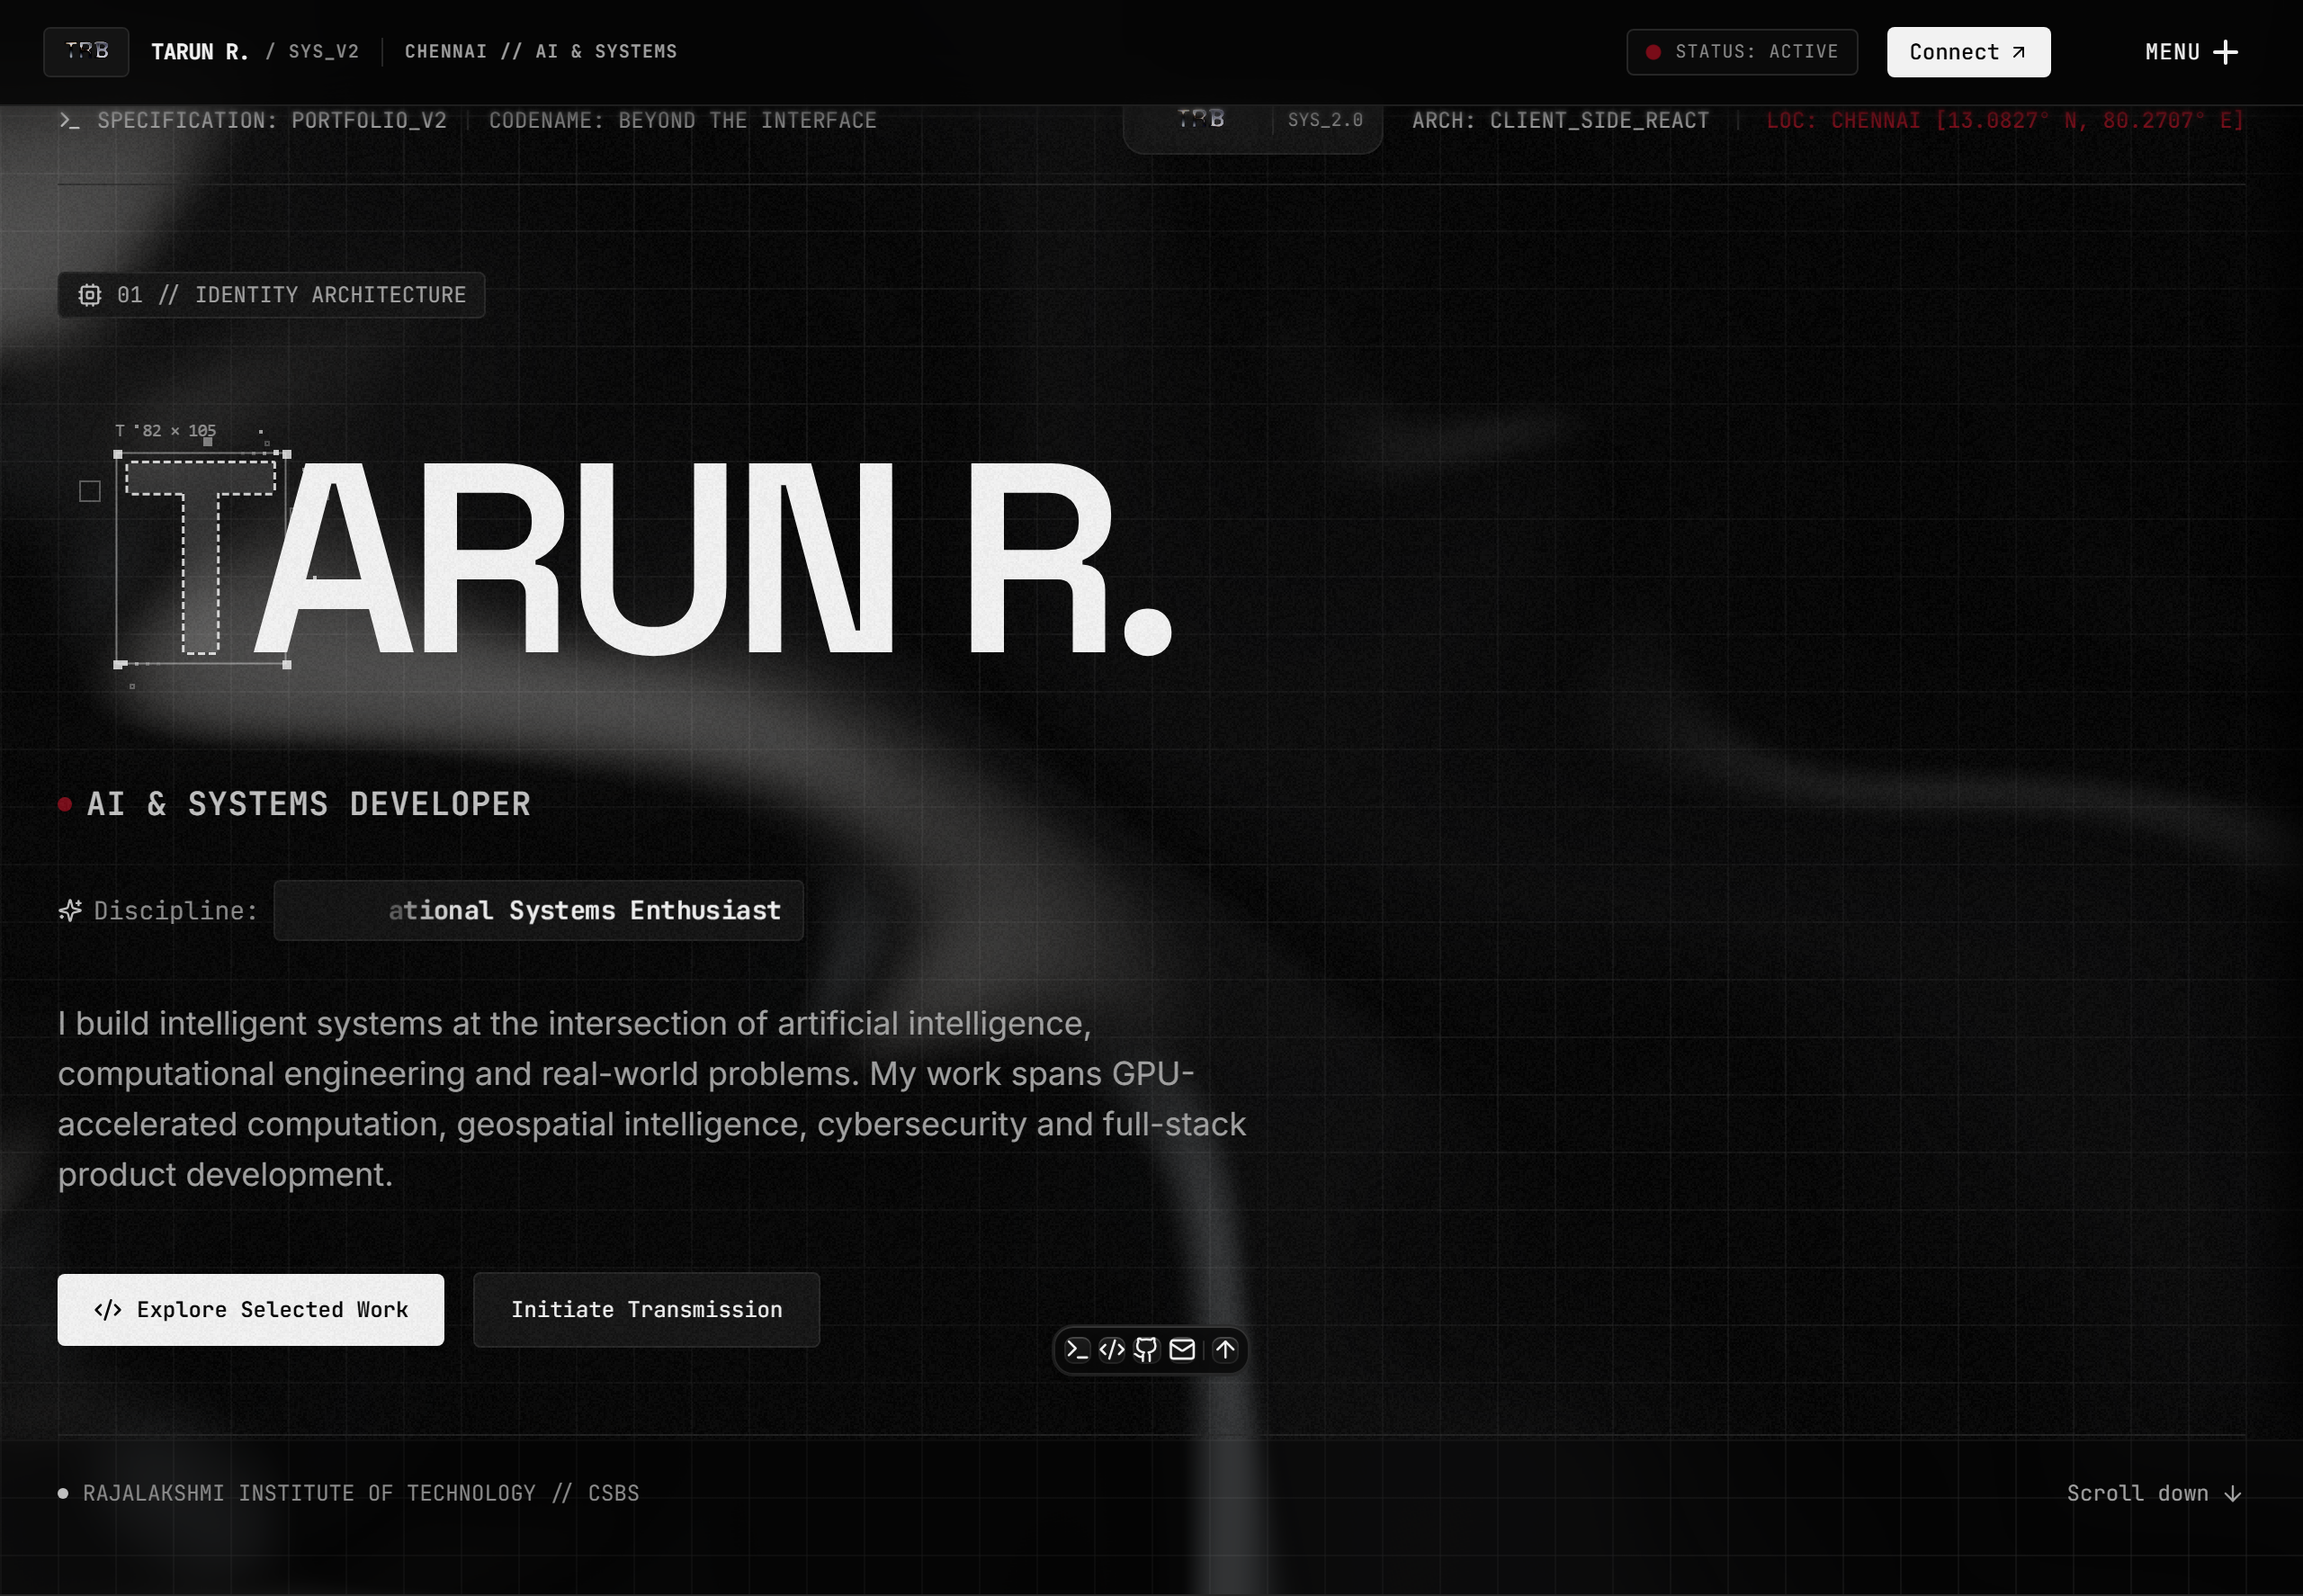 TRB TARUN R. / SYS_V2 CHENNAI // AI & SYSTEMS STATUS: ACTIVE Connect MENU
SPECIFICATION: PORTFOLIO_V2 CODENAME: BEYOND THE INTERFACE TRB SYS_2.0 ARCH: CLIENT_SIDE_REACT LOC: CHENNAI [13.0827° N, 80.2707° E]
01 // IDENTITY ARCHITECTURE
T 82 × 105
TARUN R.
AI & SYSTEMS DEVELOPER
Discipline: ational Systems Enthusiast
I build intelligent systems at the intersection of artificial intelligence,
computational engineering and real-world problems. My work spans GPU-
accelerated computation, geospatial intelligence, cybersecurity and full-stack
product development.
</> Explore Selected Work Initiate Transmission
RAJALAKSHMI INSTITUTE OF TECHNOLOGY // CSBS Scroll down